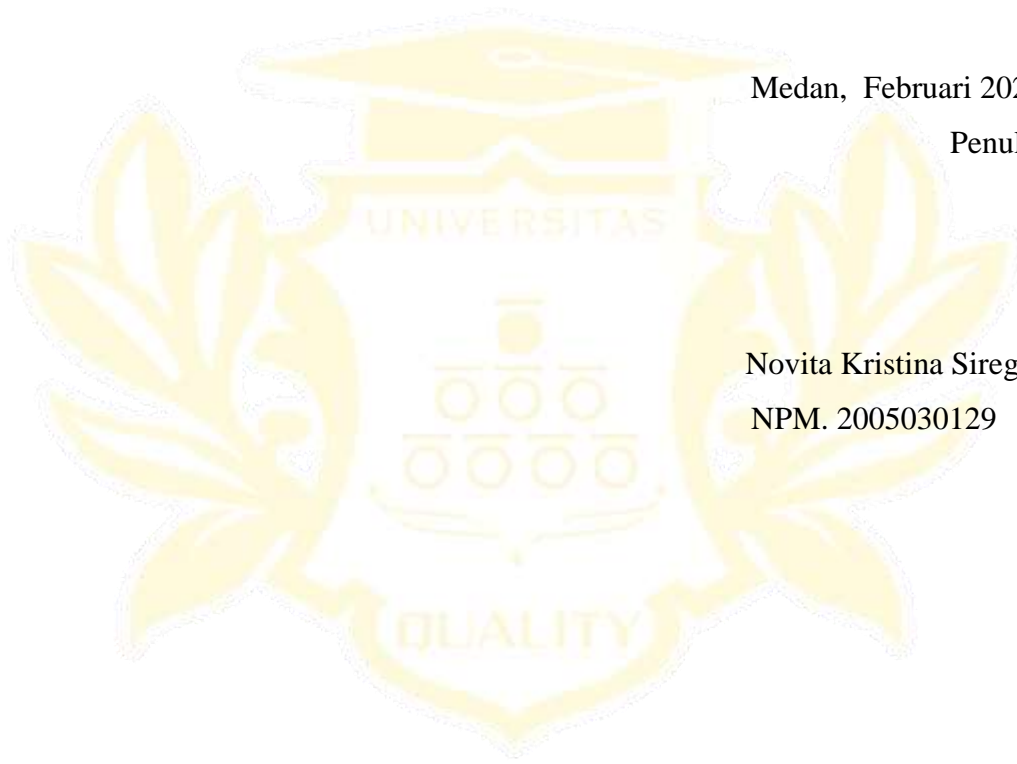 Medan, Februari 202
Penul
UNIVERSITAS
Novita Kristina Sireg
NPM. 2005030129
QUALITY